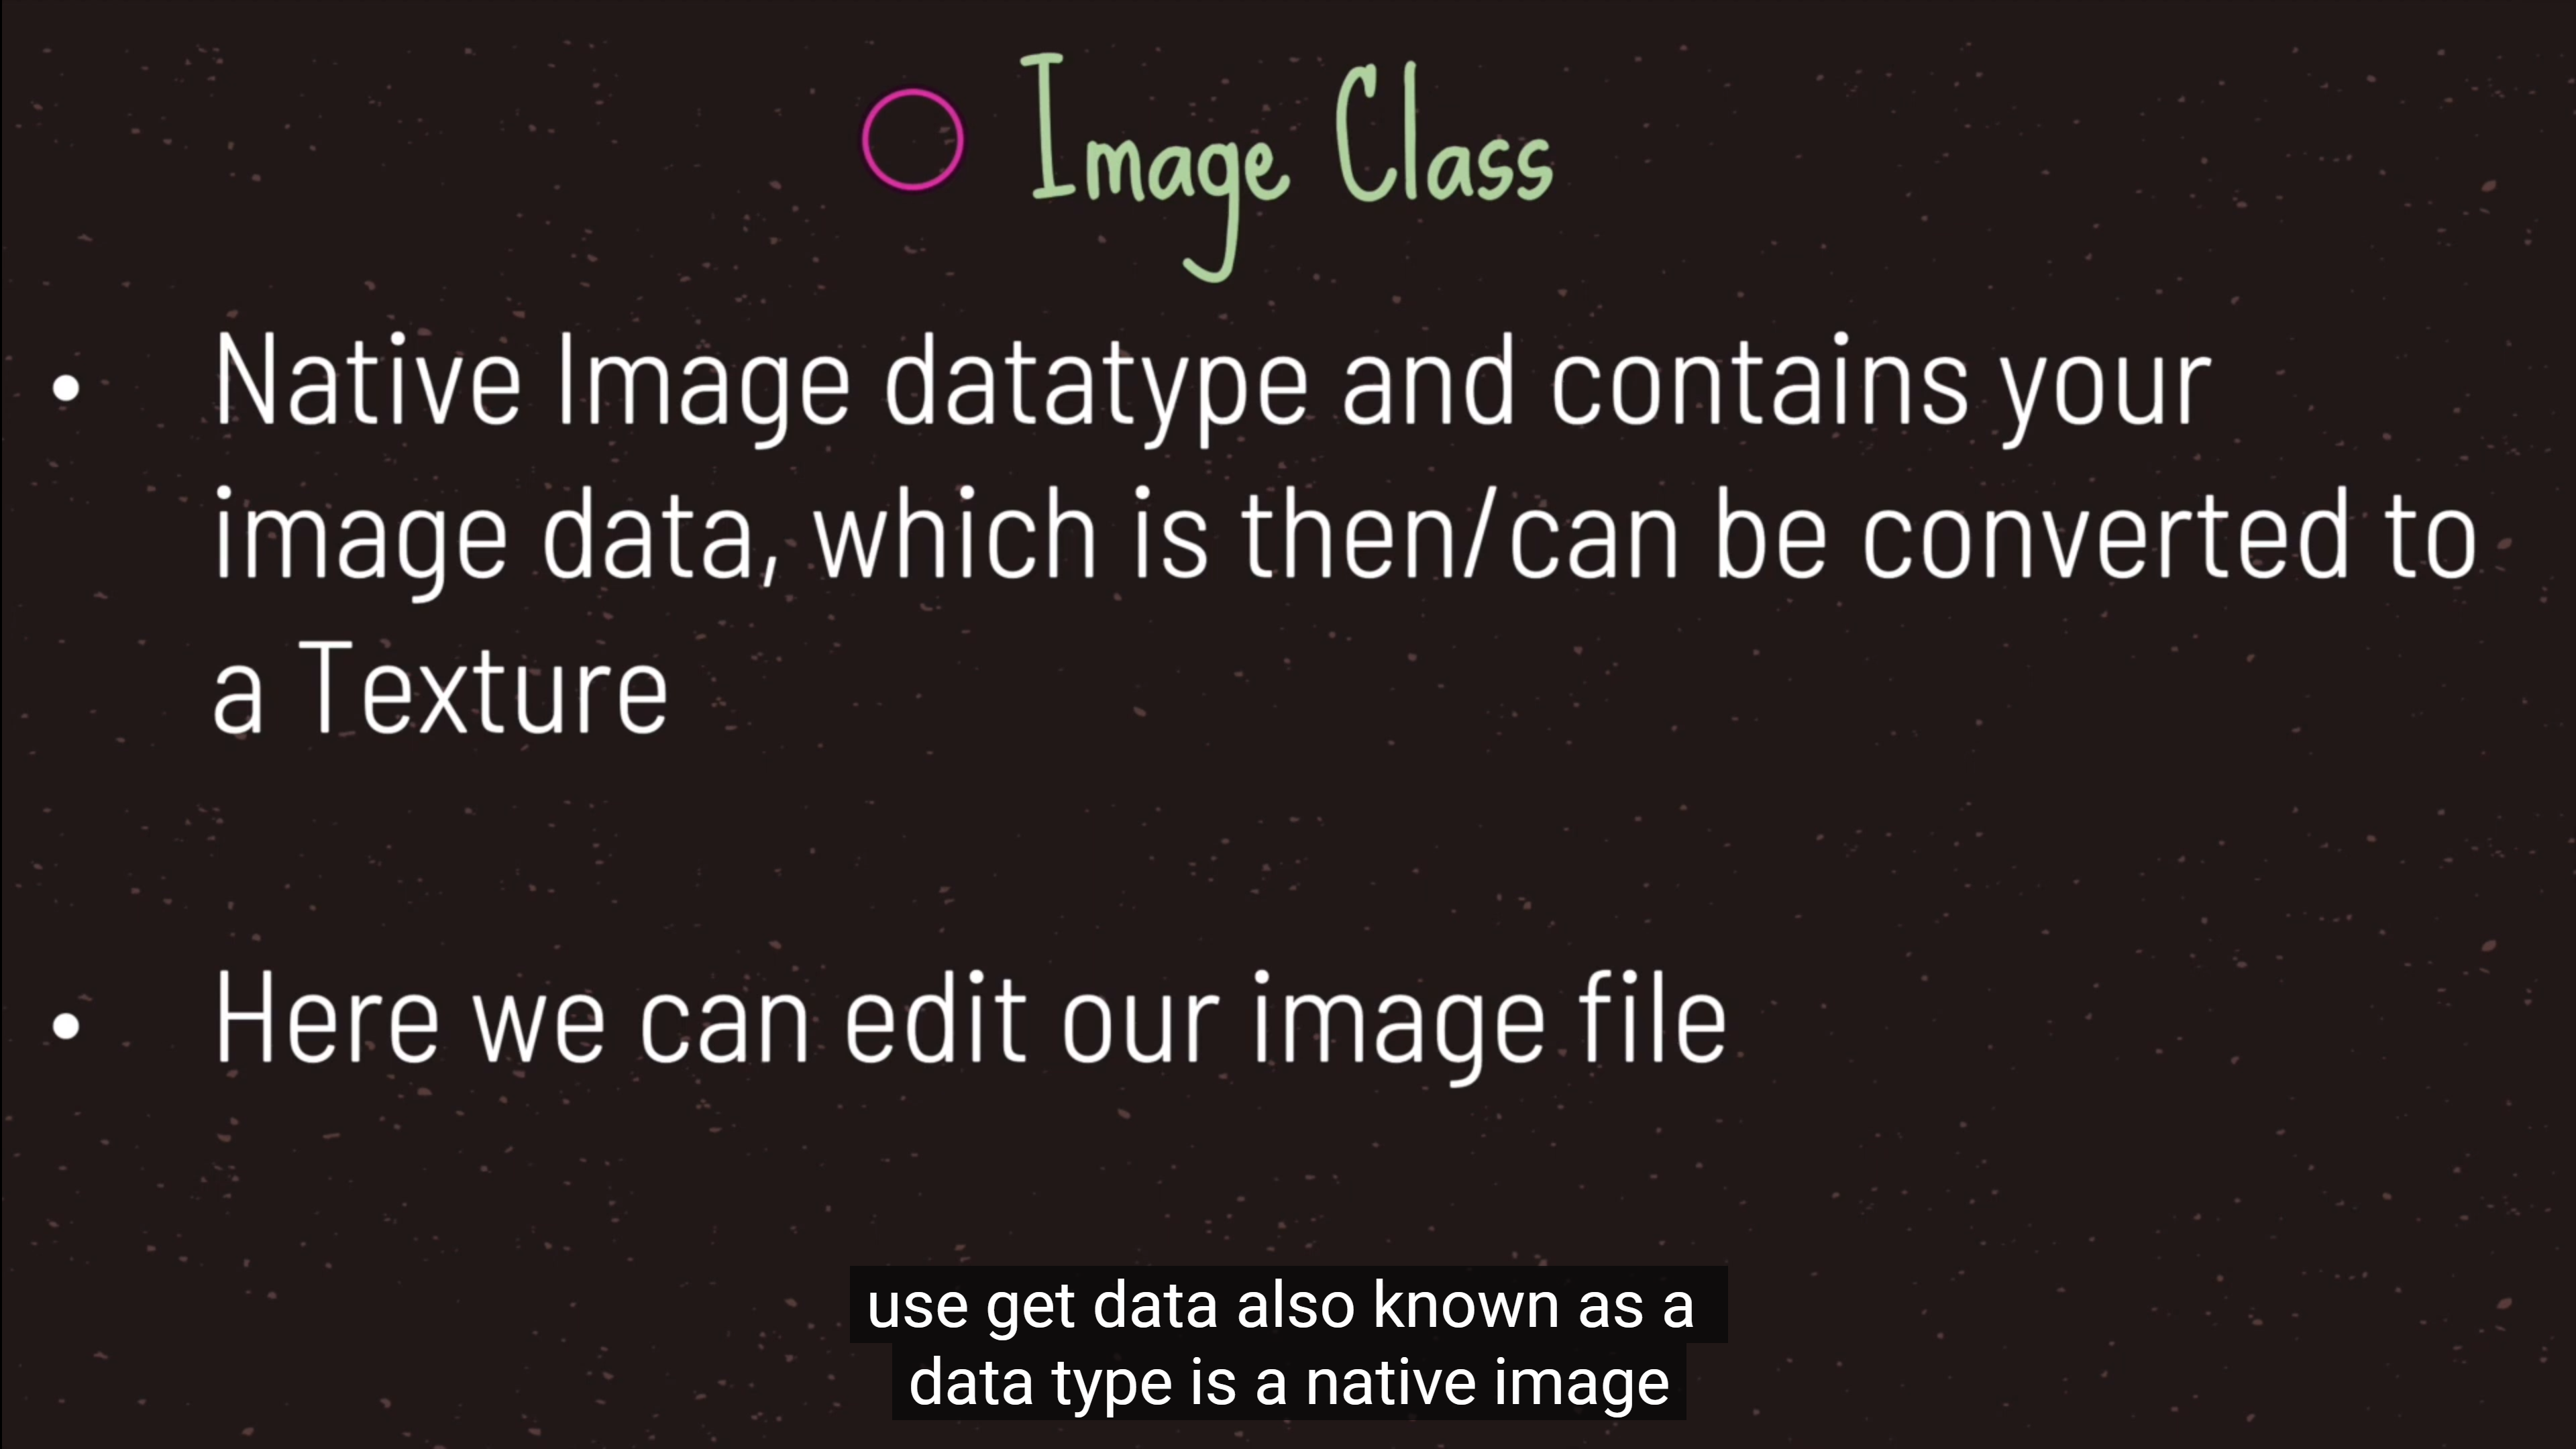 Image Class
• Native Image datatype and contains your
image data, which is then/can be converted to
a Texture
• Here we can edit our image file
use get data also known as a
data type is a native image